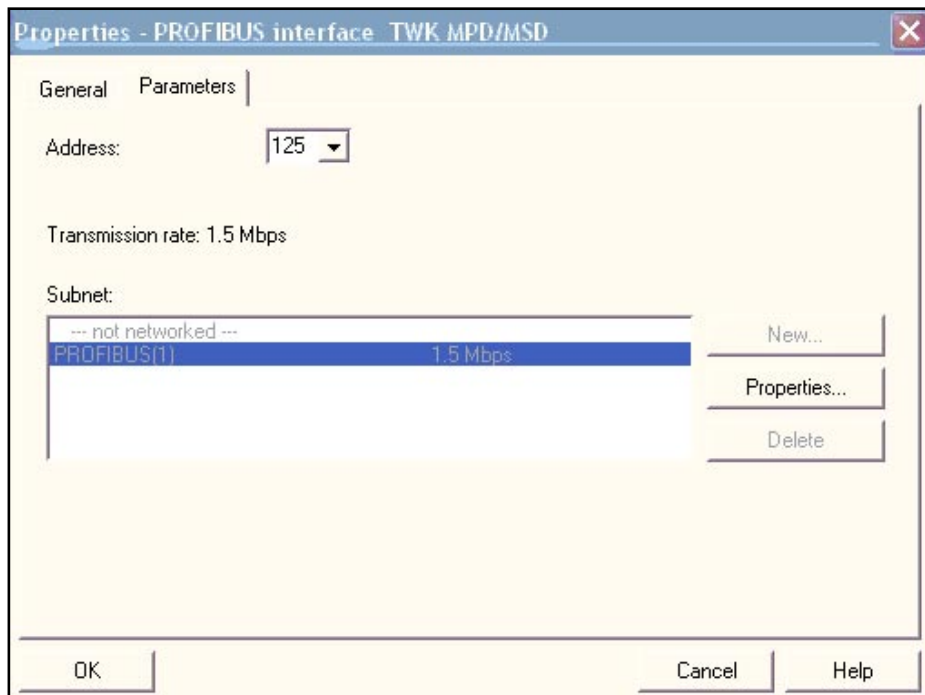 Properties - PROFIBUS interface TWK MPD/MSD
General Parameters
Address: 125
Transmission rate: 1.5 Mbps
Subnet:
--- not networked ---
PROFIBUS(1) 1.5 Mbps
New...
Properties...
Delete
OK Cancel Help